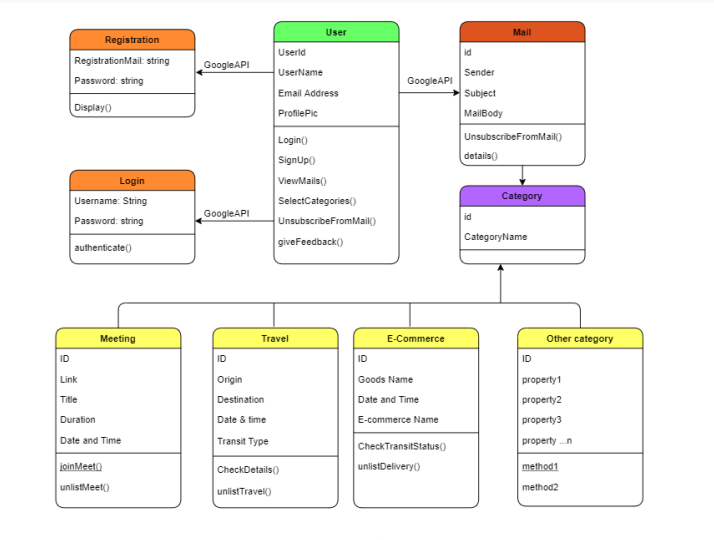 Registration
RegistrationMail: string
Password: string
Display()
GoogleAPI
User
UserId
UserName
Email Address
ProfilePic
Login()
SignUp()
ViewMails()
SelectCategories()
UnsubscribeFromMail()
giveFeedback()
GoogleAPI
Mail
id
Sender
Subject
MailBody
UnsubscribeFromMail()
details()
Login
Username: String
Password: string
authenticate()
GoogleAPI
Category
id
CategoryName
Meeting
ID
Link
Title
Duration
Date and Time
joinMeet()
unlistMeet()
Travel
ID
Origin
Destination
Date & time
Transit Type
CheckDetails()
unlistTravel()
E-Commerce
ID
Goods Name
Date and Time
E-commerce Name
CheckTransitStatus()
unlistDelivery()
Other category
ID
property1
property2
property3
property ...n
method1
method2